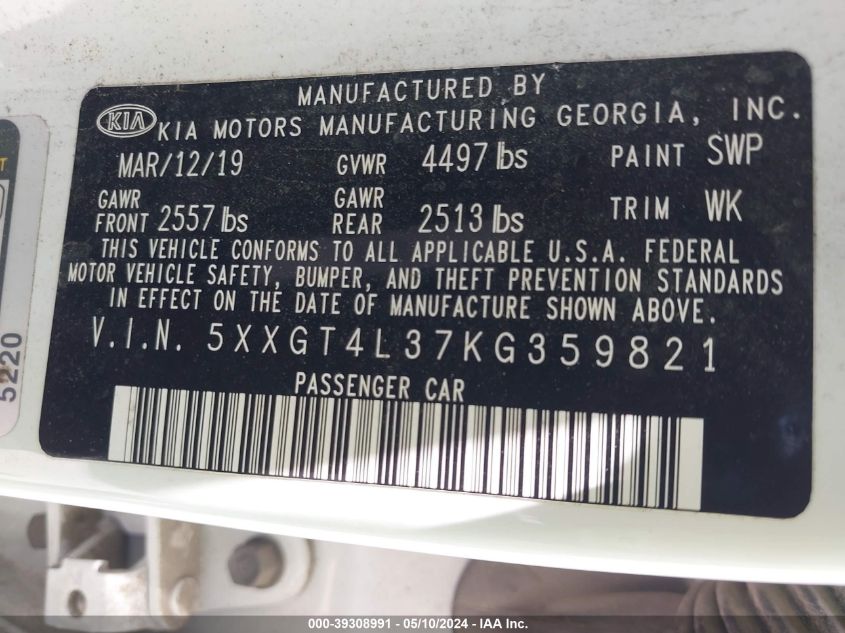 MANUFACTURED BY
KIA KIA MOTORS MANUFACTURING GEORGIA, INC.
MAR/12/19 GVWR 4497 lbs PAINT SWP
GAWR FRONT 2557 lbs GAWR REAR 2513 lbs TRIM WK
THIS VEHICLE CONFORMS TO ALL APPLICABLE U.S.A. FEDERAL
MOTOR VEHICLE SAFETY, BUMPER, AND THEFT PREVENTION STANDARDS
IN EFFECT ON THE DATE OF MANUFACTURE SHOWN ABOVE.
V.I.N. 5XXGT4L37KG359821
PASSENGER CAR
5220
000-39308991 — 05/10/2024 — IAA Inc.